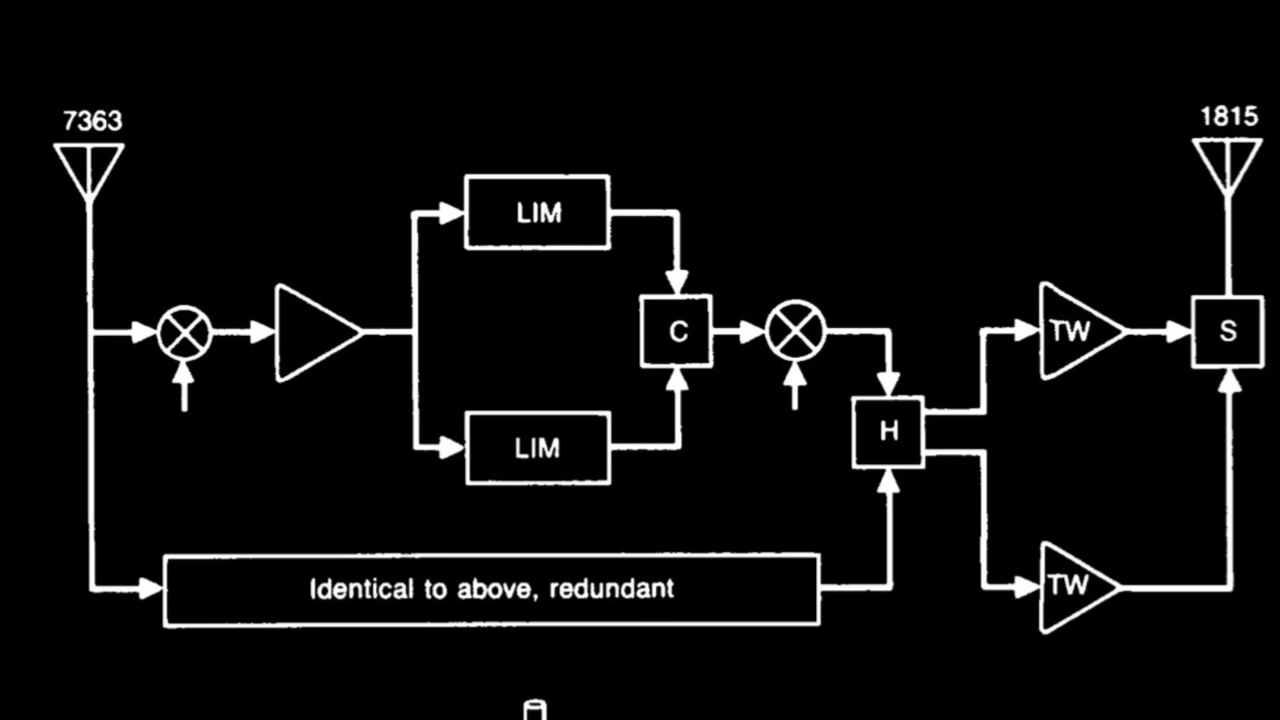 7363
1815
LIM
C
TW
S
H
LIM
Identical to above, redundant
TW